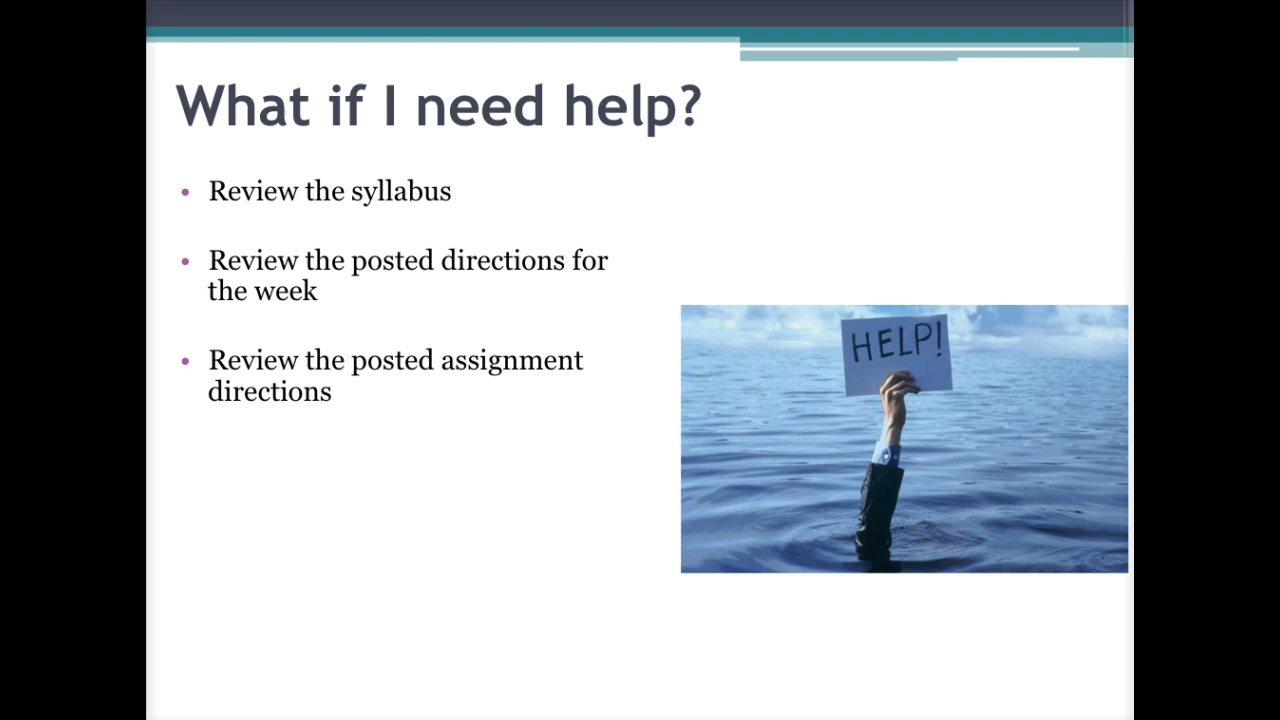 What if I need help?
• Review the syllabus
• Review the posted directions for
the week
• Review the posted assignment
directions
HELP!